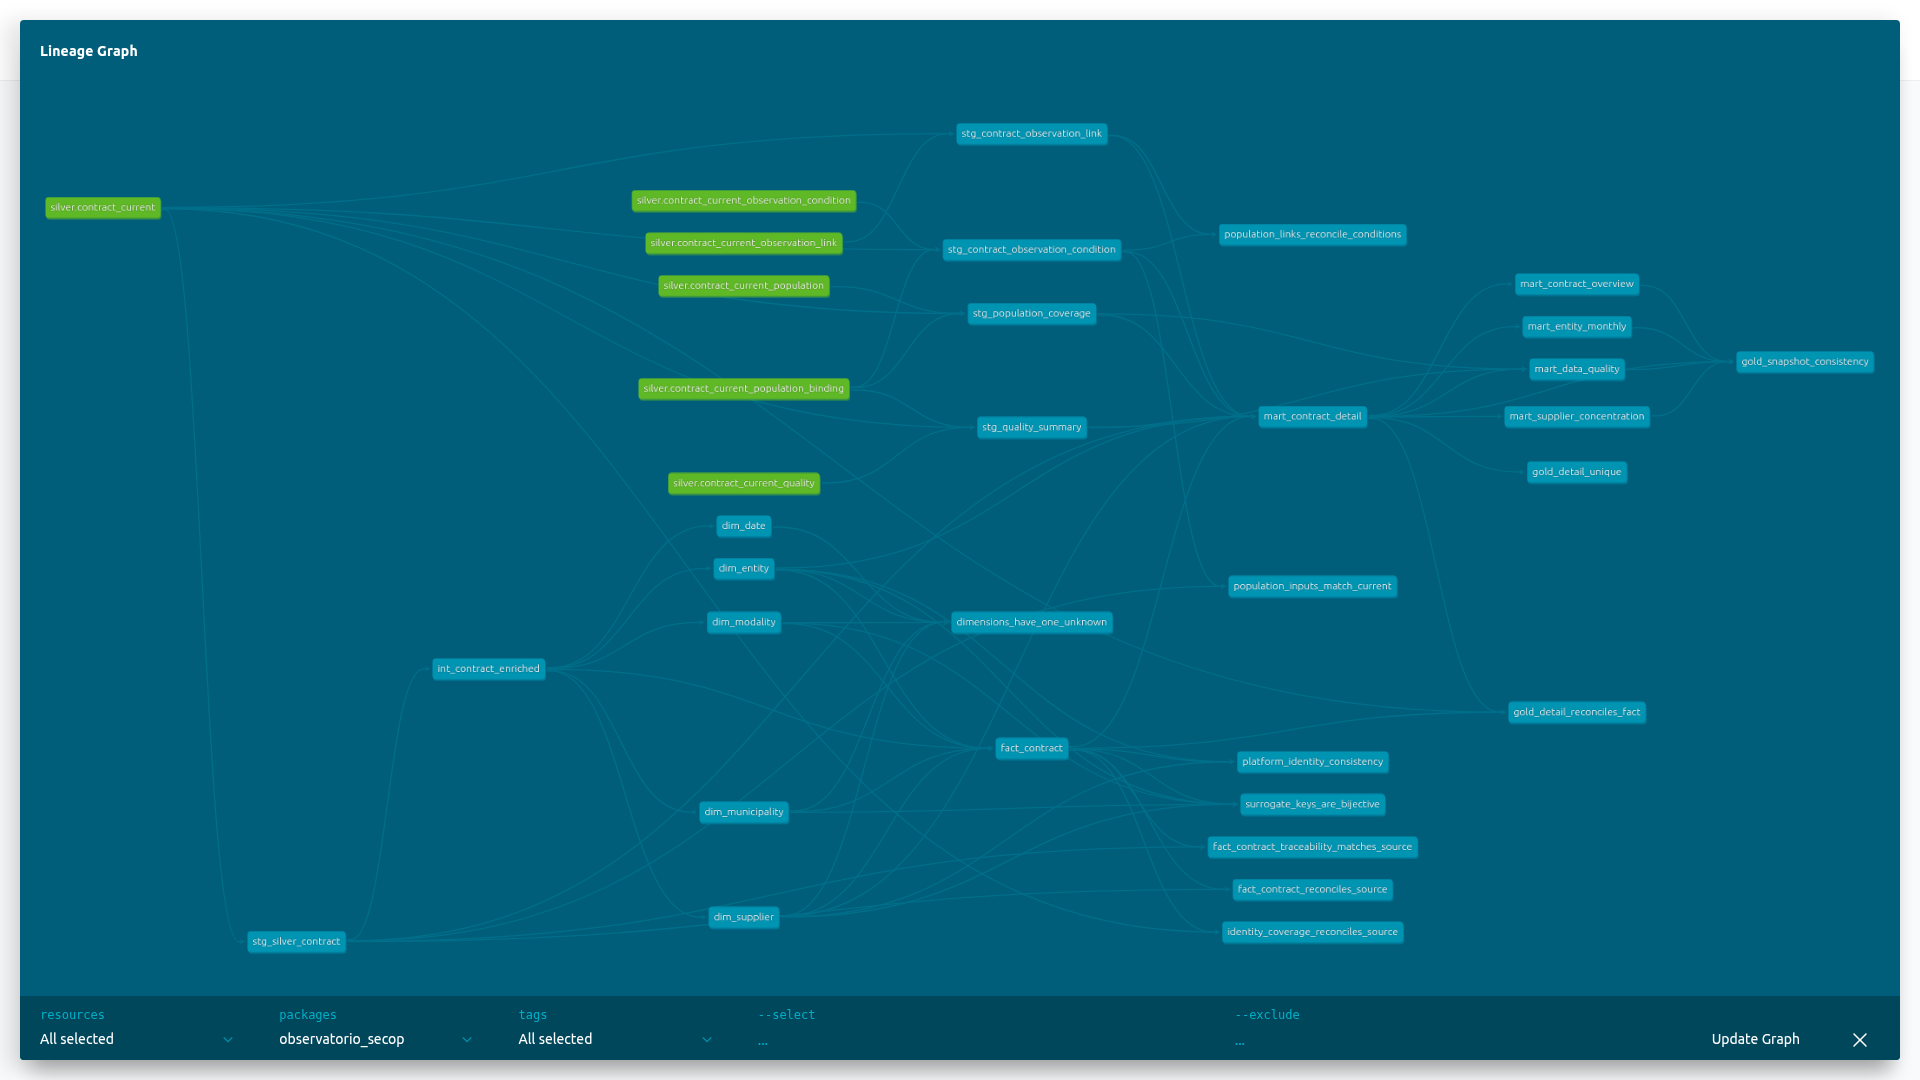 Lineage Graph
stg_contract_observation_link
silver.contract_current_observation_condition
silver.contract_current
population_links_reconcile_conditions
silver.contract_current_observation_link
stg_contract_observation_condition
silver.contract_current_population
mart_contract_overview
stg_population_coverage
mart_entity_monthly
gold_snapshot_consistency
mart_data_quality
silver.contract_current_population_binding
mart_contract_detail
mart_supplier_concentration
stg_quality_summary
gold_detail_unique
silver.contract_current_quality
dim_date
dim_entity
population_inputs_match_current
dim_modality
dimensions_have_one_unknown
int_contract_enriched
gold_detail_reconciles_fact
fact_contract
platform_identity_consistency
surrogate_keys_are_bijective
dim_municipality
fact_contract_traceability_matches_source
fact_contract_reconciles_source
dim_supplier
identity_coverage_reconciles_source
stg_silver_contract
resources packages tags --select --exclude
All selected observatorio_secop All selected ... ... Update Graph